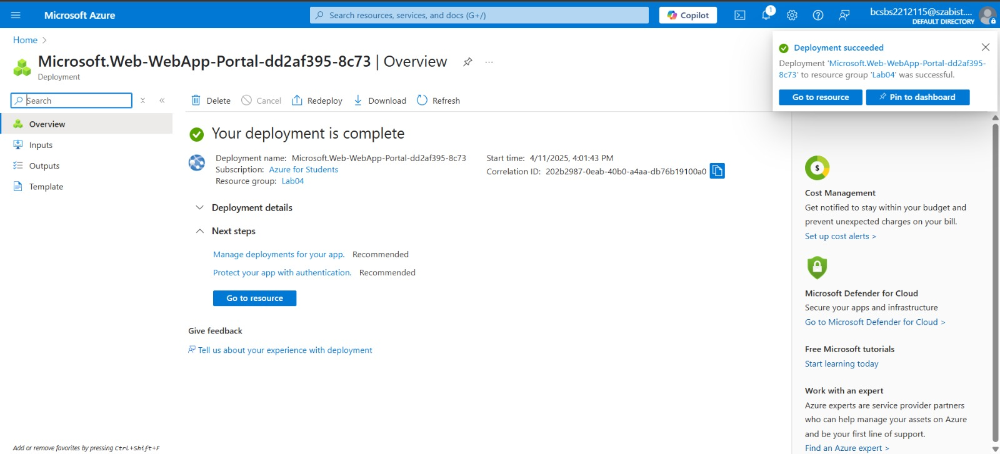 Microsoft Azure
Search resources, services, and docs (G+/)
Copilot
1
bcsbs2212115@szabist....
DEFAULT DIRECTORY
Home >
Microsoft.Web-WebApp-Portal-dd2af395-8c73 | Overview
Deployment
Deployment succeeded
Deployment 'Microsoft.Web-WebApp-Portal-dd2af395-
8c73' to resource group 'Lab04' was successful.
Go to resource
Pin to dashboard
Search
Overview
Inputs
Outputs
Template
Delete
Cancel
Redeploy
Download
Refresh
Your deployment is complete
Deployment name: Microsoft.Web-WebApp-Portal-dd2af395-8c73
Subscription: Azure for Students
Resource group: Lab04
Start time: 4/11/2025, 4:01:43 PM
Correlation ID: 202b2987-0eab-40b0-a4aa-db76b19100a0
Deployment details
Next steps
Manage deployments for your app. Recommended
Protect your app with authentication. Recommended
Go to resource
Give feedback
Tell us about your experience with deployment
$
Cost Management
Get notified to stay within your budget and
prevent unexpected charges on your bill.
Set up cost alerts >
Microsoft Defender for Cloud
Secure your apps and infrastructure
Go to Microsoft Defender for Cloud >
Free Microsoft tutorials
Start learning today
Work with an expert
Azure experts are service provider partners
who can help manage your assets on Azure
and be your first line of support.
Find an Azure expert >
Add or remove favorites by pressing Ctrl+Shift+F